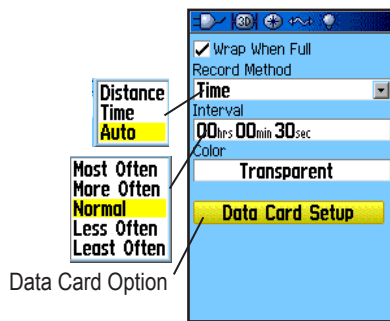 3D
Wrap When Full
Record Method
Time
Interval
00hrs 00min 30sec
Color
Transparent
Data Card Setup
Distance
Time
Auto
Most Often
More Often
Normal
Less Often
Least Often
Data Card Option